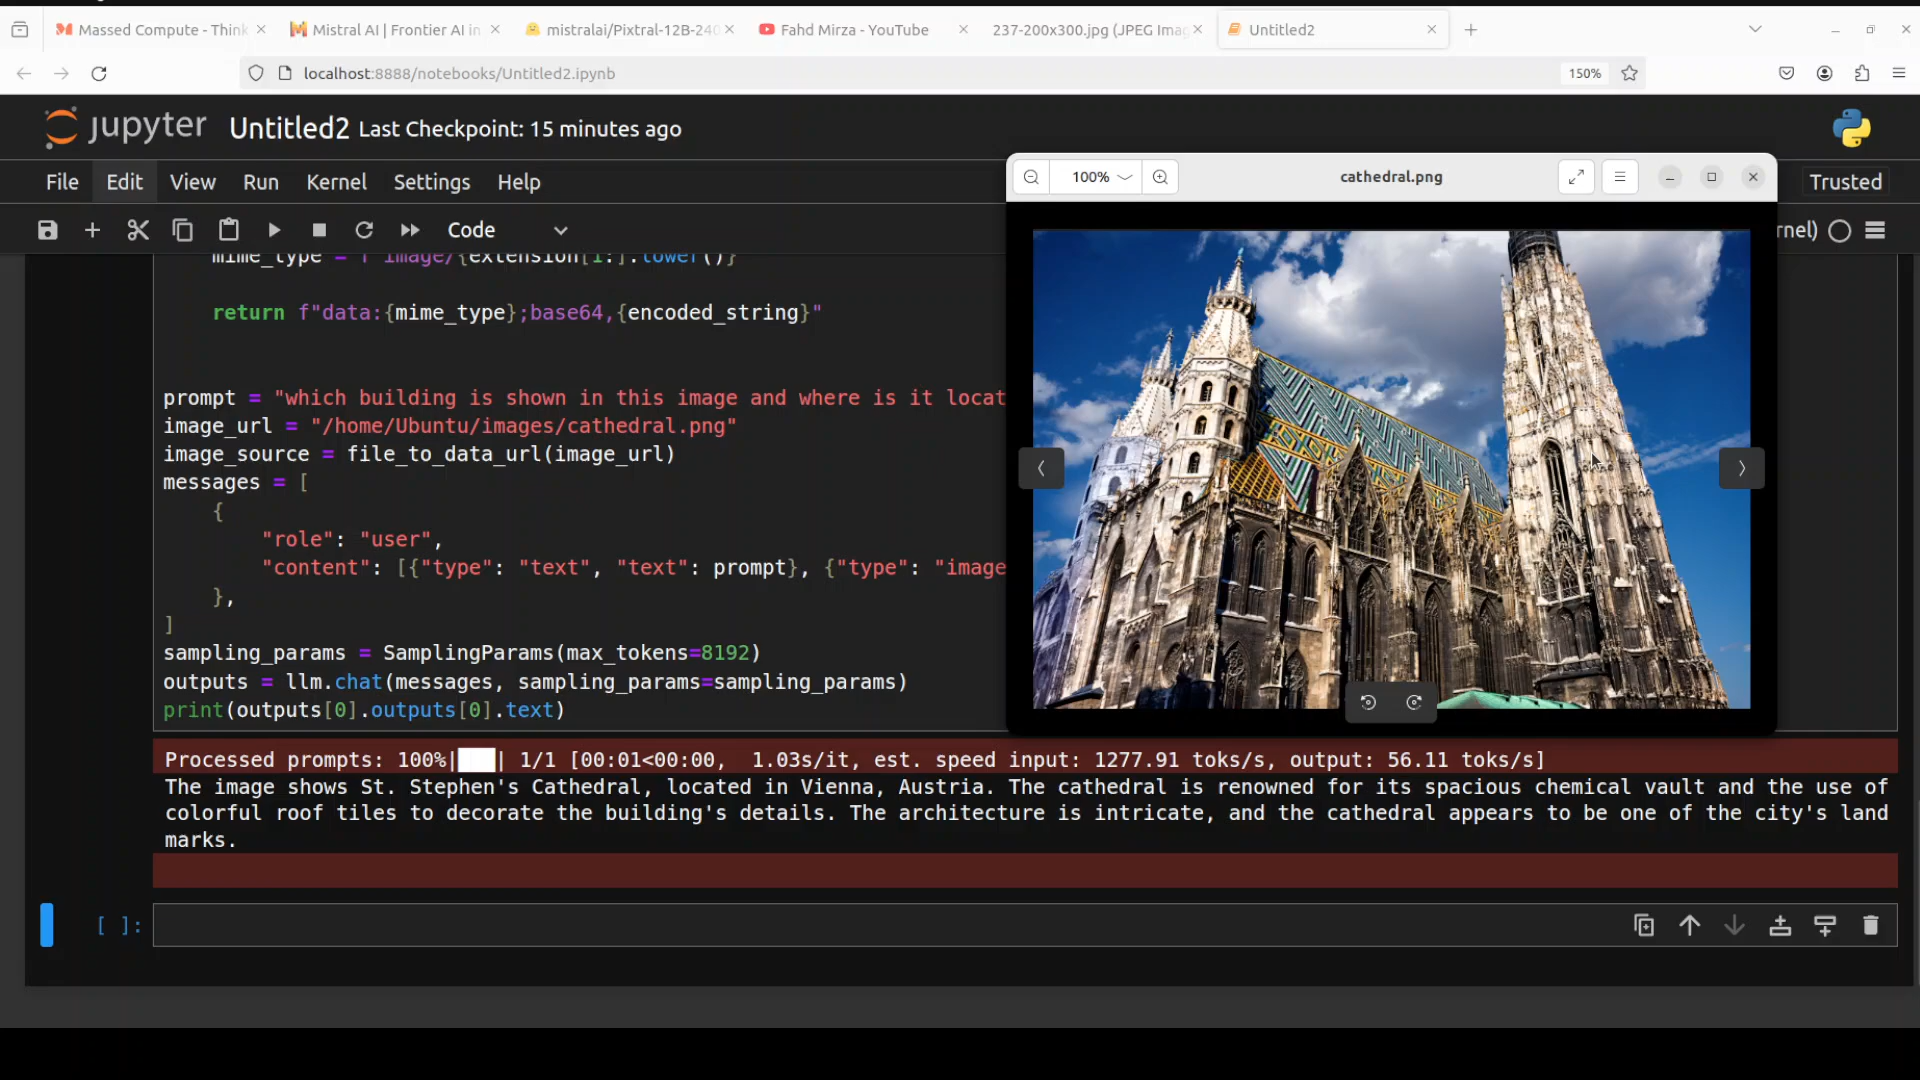 Massed Compute - Think
Mistral AI | Frontier AI in
mistralai/Pixtral-12B-240
Fahd Mirza - YouTube
237-200x300.jpg (JPEG Imag
Untitled2
localhost:8888/notebooks/Untitled2.ipynb
150%
jupyter Untitled2 Last Checkpoint: 15 minutes ago
File Edit View Run Kernel Settings Help
Trusted
Code
rnel)
100%
cathedral.png
mime_type = f"image/{extension[1:].lower()}"
return f"data:{mime_type};base64,{encoded_string}"
prompt = "which building is shown in this image and where is it locat
image_url = "/home/Ubuntu/images/cathedral.png"
image_source = file_to_data_url(image_url)
messages = [
{
"role": "user",
"content": [{"type": "text", "text": prompt}, {"type": "image
},
]
sampling_params = SamplingParams(max_tokens=8192)
outputs = llm.chat(messages, sampling_params=sampling_params)
print(outputs[0].outputs[0].text)
Processed prompts: 100%|███| 1/1 [00:01<00:00, 1.03s/it, est. speed input: 1277.91 toks/s, output: 56.11 toks/s]
The image shows St. Stephen's Cathedral, located in Vienna, Austria. The cathedral is renowned for its spacious chemical vault and the use of
colorful roof tiles to decorate the building's details. The architecture is intricate, and the cathedral appears to be one of the city's land
marks.
[ ]: